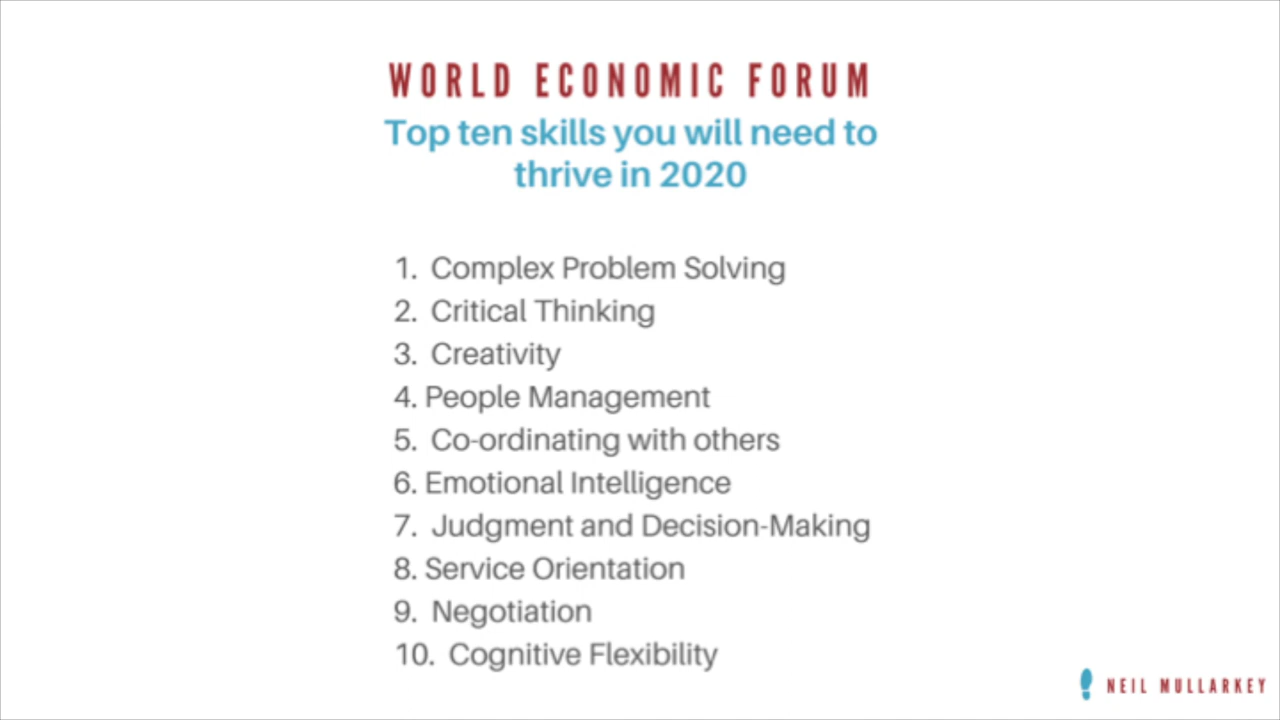 WORLD ECONOMIC FORUM
Top ten skills you will need to
thrive in 2020
1. Complex Problem Solving
2. Critical Thinking
3. Creativity
4. People Management
5. Co-ordinating with others
6. Emotional Intelligence
7. Judgment and Decision-Making
8. Service Orientation
9. Negotiation
10. Cognitive Flexibility
NEIL MULLARKEY